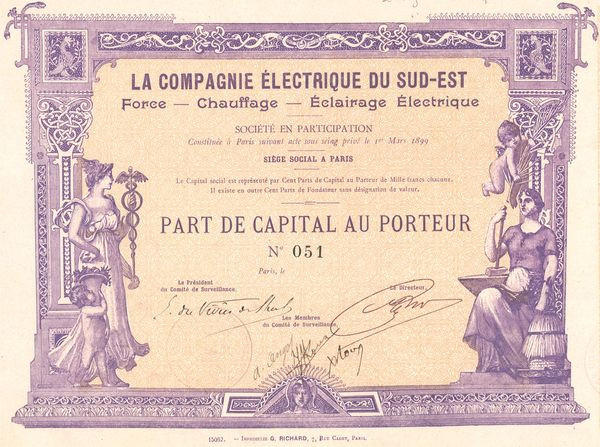 LA COMPAGNIE ÉLECTRIQUE DU SUD-EST
Force — Chauffage — Éclairage Électrique
SOCIÉTÉ EN PARTICIPATION
Constituée à Paris suivant acte sous seing privé le 1er Mars 1899
SIÈGE SOCIAL A PARIS
Le Capital social est représenté par Cent Parts de Capital au Porteur de Mille francs chacune.
Il existe en outre Cent Parts de Fondateur sans désignation de valeur.
PART DE CAPITAL AU PORTEUR
N° 051
Paris, le
Le Président
du Comité de Surveillance.
Le Directeur,
Les Membres
du Comité de Surveillance,
15067. — IMPRIMERIE G. RICHARD, 7, RUE CADET, PARIS.